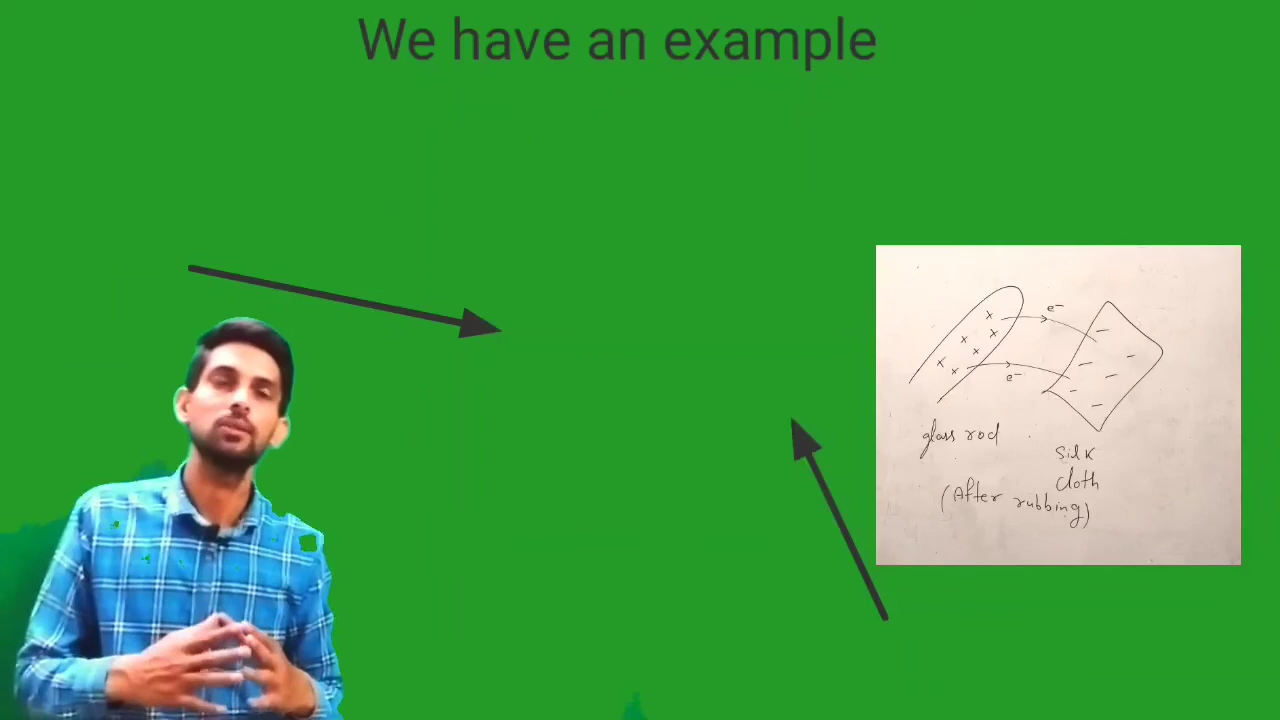 We have an example
e⁻
e⁻
glass rod
Silk
cloth
(After rubbing)